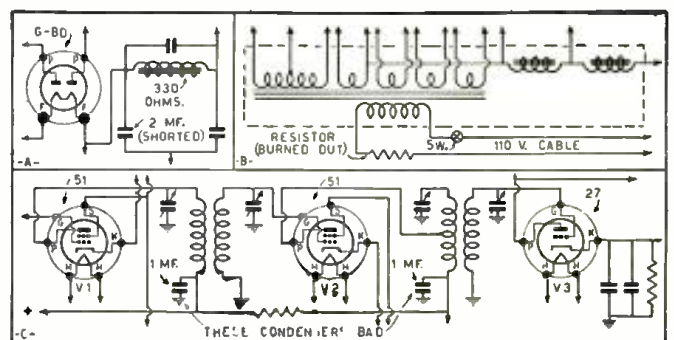 G-80
P P
F F
330
OHMS.
2 MF.
(SHORTED)
-A-
RESISTOR
(BURNED OUT)
SW.
110 V. CABLE
-B-
'51
'51
27
G S P K H H
V1
1 MF.
G S P K H H
V2
1 MF.
G P K H H
V3
+
-C-
THESE CONDENSERS BAD